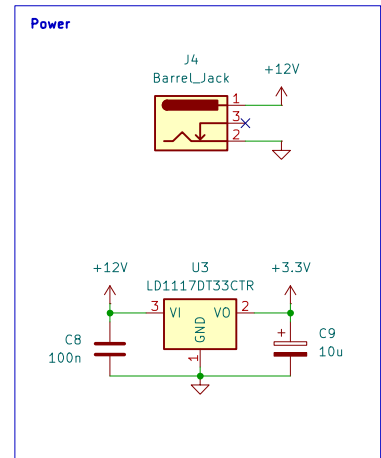 Power
J4
Barrel_Jack
+12V
1
3
2
+12V
U3
LD1117DT33CTR
+3.3V
3
VI
VO
2
GND
1
C8
100n
+
C9
10u